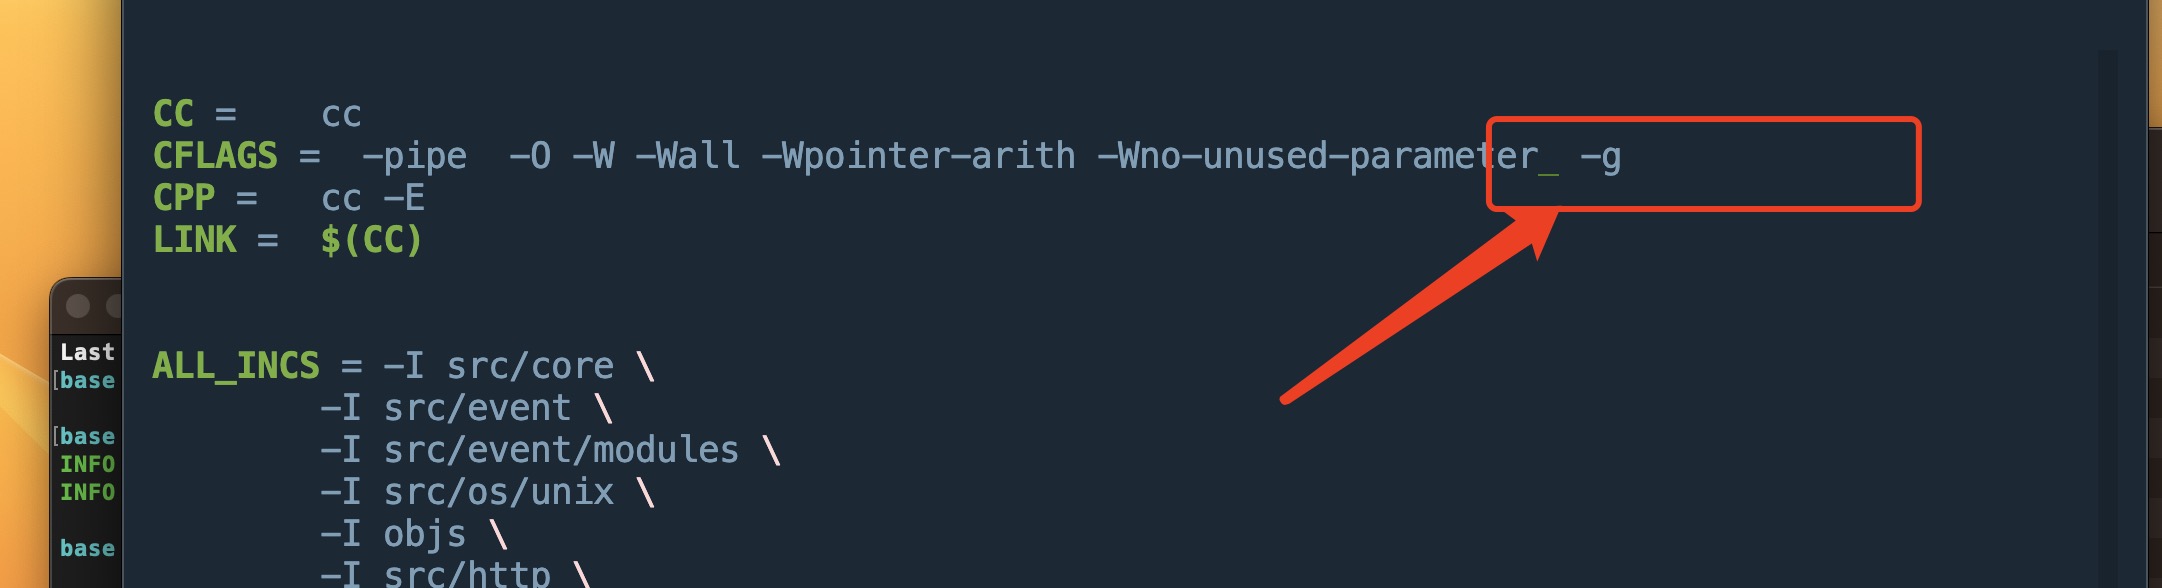 CC =    cc
CFLAGS =  -pipe  -O -W -Wall -Wpointer-arith -Wno-unused-parameter_ -g
CPP =   cc -E
LINK =  $(CC)
ALL_INCS = -I src/core \
        -I src/event \
        -I src/event/modules \
        -I src/os/unix \
        -I objs \
        -I src/http \
Last
[base
[base
INFO
INFO
base